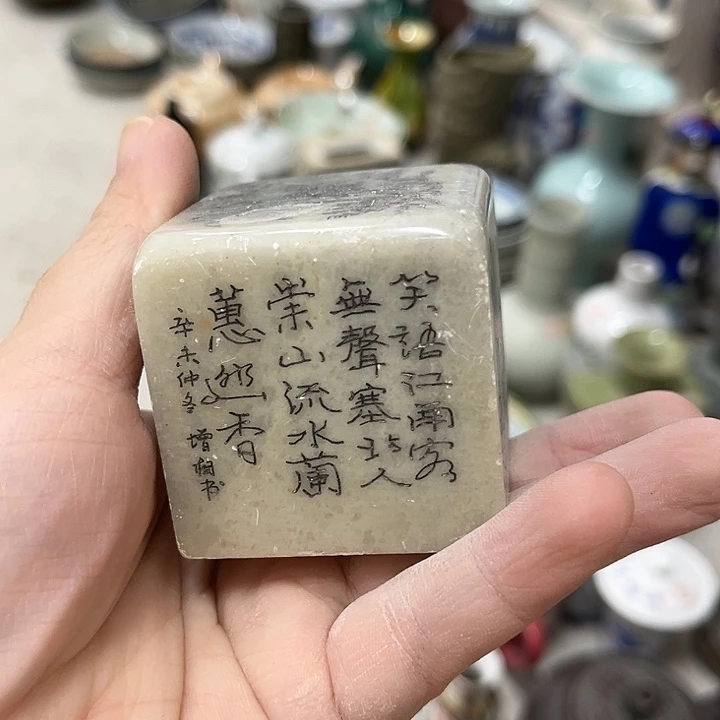 笑語江南客
無聲塞北人
崇山流水蘭
蕙香
辛未仲冬 增书